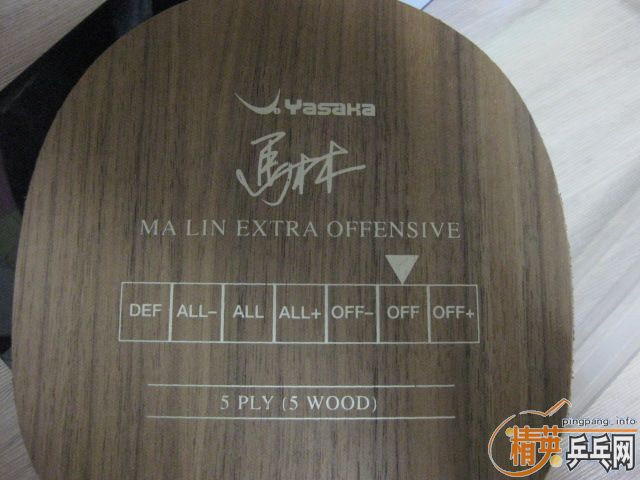 Yasaka
馬林
MA LIN EXTRA OFFENSIVE
DEF ALL- ALL ALL+ OFF- OFF OFF+
5 PLY (5 WOOD)
pingpang_info
精英乒乓网